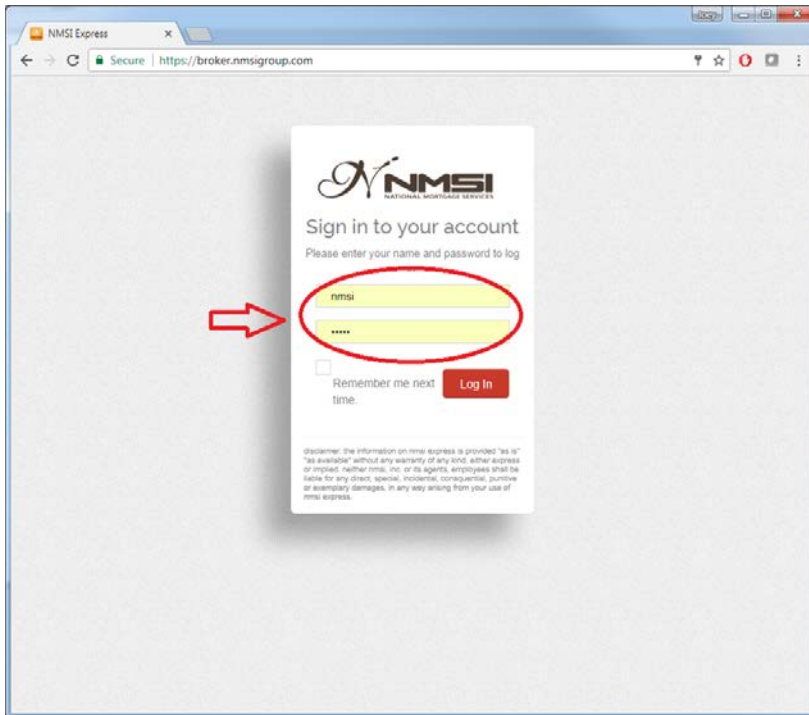 Joey
NMSI Express
Secure | https://broker.nmsigroup.com
NMSI
NATIONAL MORTGAGE SERVICES
Sign in to your account
Please enter your name and password to log
nmsi
•••••
Remember me next
time.
Log In
disclaimer: the information on nmsi express is provided "as is"
"as available" without any warranty of any kind, either express
or implied. neither nmsi, inc. or its agents, employees shall be
liable for any direct, special, incidental, consequential, punitive
or exemplary damages, in any way arising from your use of
nmsi express.